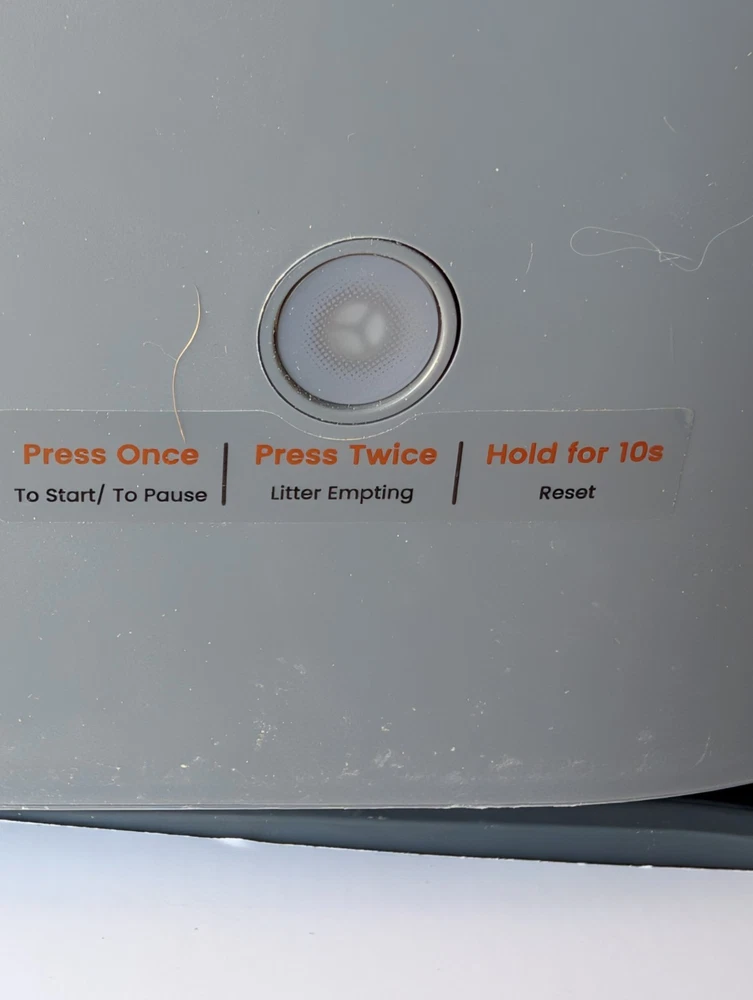 Press Once | Press Twice | Hold for 10s
To Start/ To Pause | Litter Empting | Reset